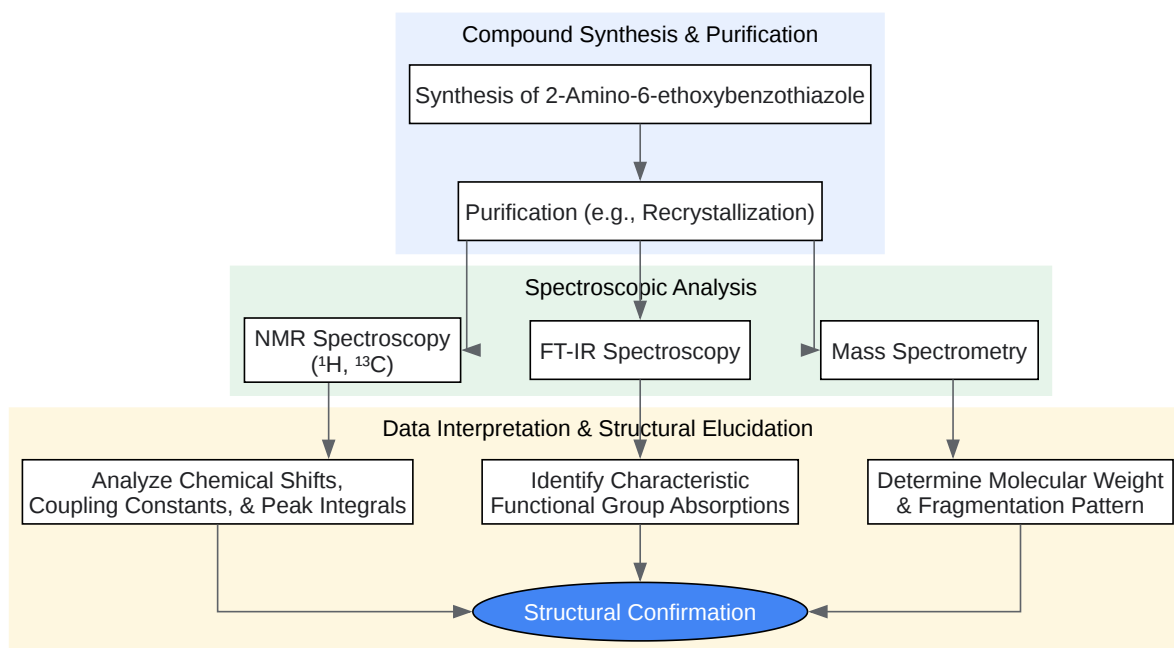 Compound Synthesis & Purification
Synthesis of 2-Amino-6-ethoxybenzothiazole
Purification (e.g., Recrystallization)
Spectroscopic Analysis
NMR Spectroscopy
(¹H, ¹³C)
FT-IR Spectroscopy
Mass Spectrometry
Data Interpretation & Structural Elucidation
Analyze Chemical Shifts,
Coupling Constants, & Peak Integrals
Identify Characteristic
Functional Group Absorptions
Determine Molecular Weight
& Fragmentation Pattern
Structural Confirmation